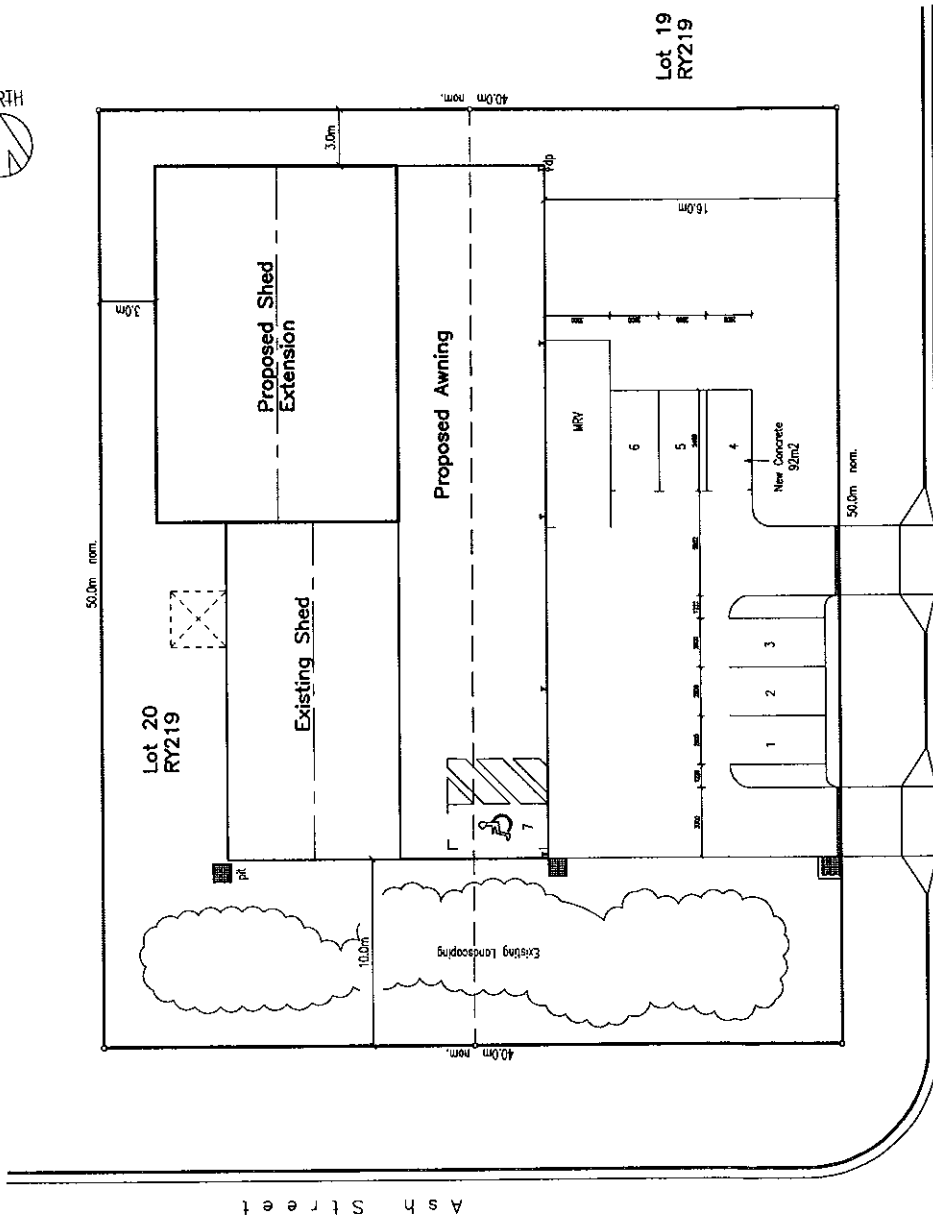 RTH
Lot 19
RY219
40.0m nom.
3.0m
3.0m
Proposed Shed
Extension
Proposed Awning
dp
16.0m
50.0m nom.
MRV
6
5
4
New Concrete
92m2
50.0m nom.
Existing Shed
Lot 20
RY219
3
2
1
7
pit
10.0m
Existing Landscaping
40.0m nom.
Ash Street